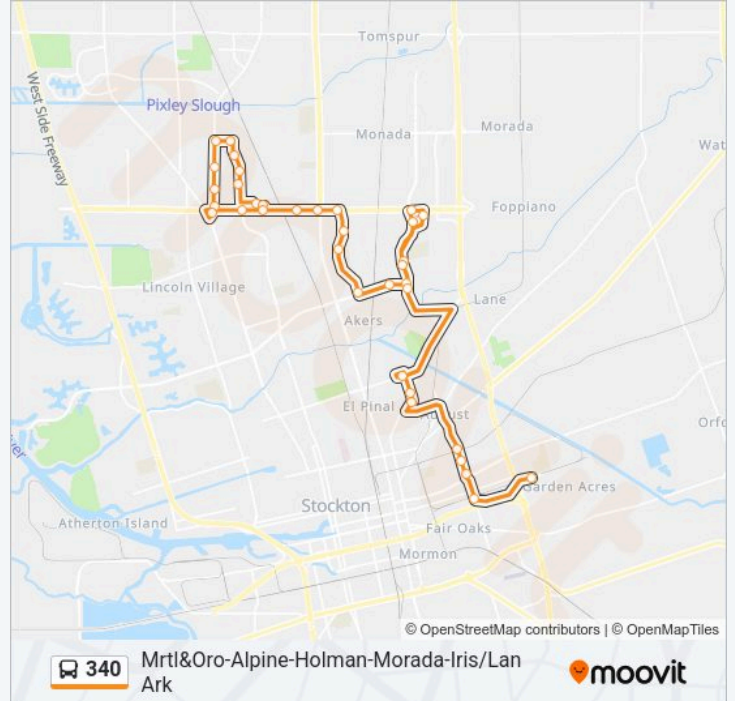 Tomspur
West Side Freeway
Pixley Slough
Monada
Morada
Wat
Foppiano
Lincoln Village
Lane
Akers
El Pinal
August
Orfo
Garden Acres
Stockton
Atherton Island
Fair Oaks
Mormon
© OpenStreetMap contributors | © OpenMapTiles
340
Mrtl&Oro-Alpine-Holman-Morada-Iris/Lan
Ark
moovit